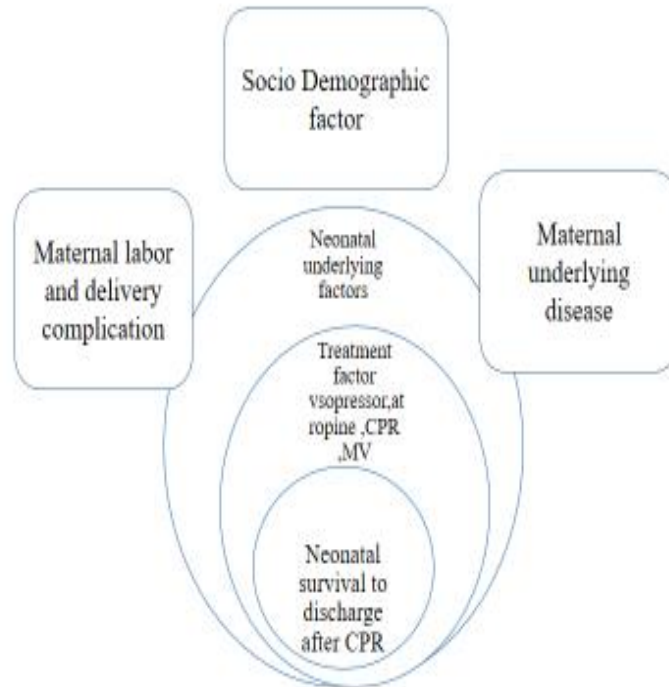 Socio Demographic
factor
Maternal labor
and delivery
complication
Neonatal
underlying
factors
Maternal
underlying
disease
Treatment
factor
vsopressor,at
ropine ,CPR
,MV
Neonatal
survival to
discharge
after CPR